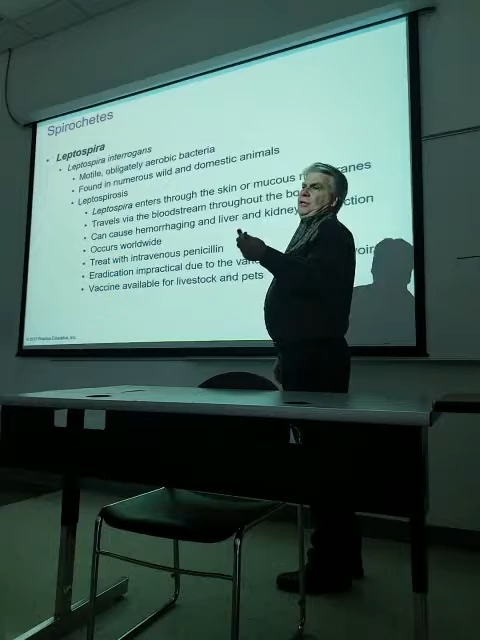 Spirochetes
• Leptospira
• Leptospira interrogans
• Motile, obligately aerobic bacteria
• Found in numerous wild and domestic animals
• Leptospirosis
• Leptospira enters through the skin or mucous
• Travels via the bloodstream throughout the
• Can cause hemorrhaging and liver and kidney
• Occurs worldwide
• Treat with intravenous penicillin
• Eradication impractical due to the
• Vaccine available for livestock and pets